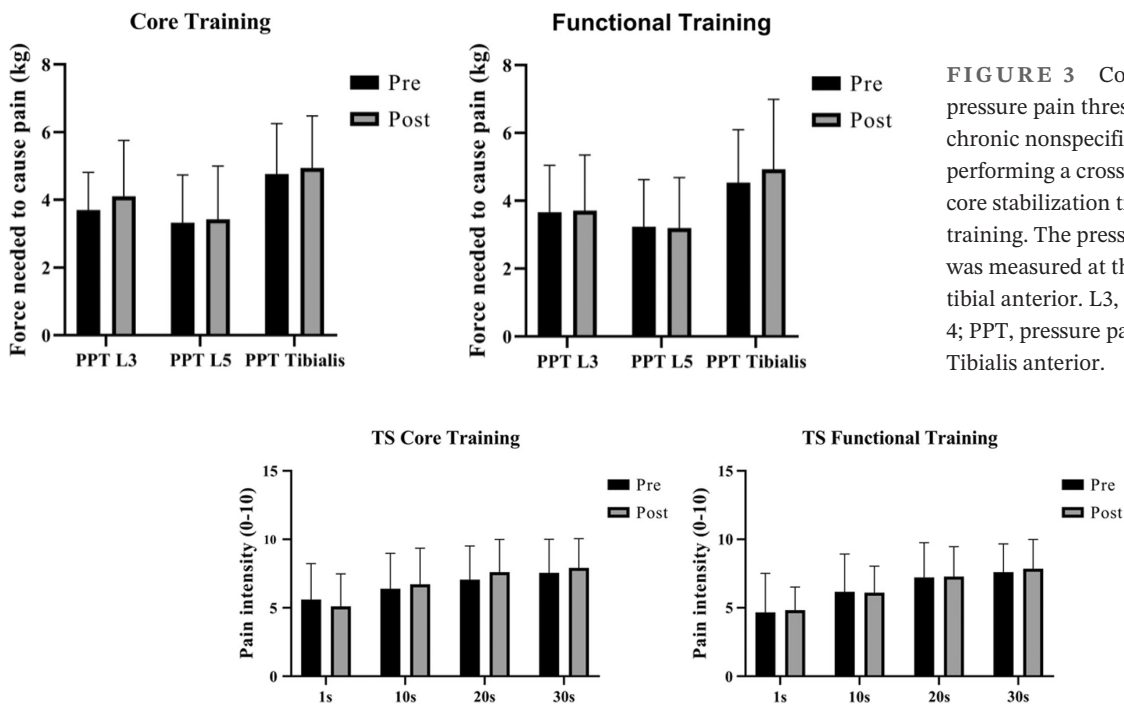 Core Training
Force needed to cause pain (kg)
8
6
4
2
0
Pre
Post
PPT L3 PPT L5 PPT Tibialis
Functional Training
Force needed to cause pain (kg)
8
6
4
2
0
Pre
Post
PPT L3 PPT L5 PPT Tibialis
FIGURE 3 Co
pressure pain thres
chronic nonspecifi
performing a cross
core stabilization t
training. The press
was measured at th
tibial anterior. L3,
4; PPT, pressure pa
Tibialis anterior.
TS Core Training
Pain intensity (0-10)
15
10
5
0
Pre
Post
1s 10s 20s 30s
TS Functional Training
Pain intensity (0-10)
15
10
5
0
Pre
Post
1s 10s 20s 30s